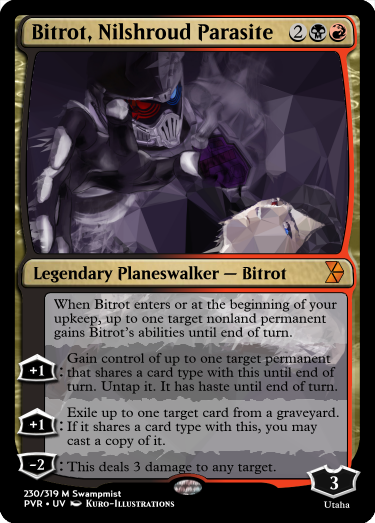 Bitrot, Nilshroud Parasite 2
Legendary Planeswalker — Bitrot
When Bitrot enters or at the beginning of your
upkeep, up to one target nonland permanent
gains Bitrot's abilities until end of turn.
+1: Gain control of up to one target permanent
that shares a card type with this until end of
turn. Untap it. It has haste until end of turn.
+1: Exile up to one target card from a graveyard.
If it shares a card type with this, you may
cast a copy of it.
-2: This deals 3 damage to any target.
3
230/319 M Swampmist
PVR • UV Kuro-Illustrations
Utaha